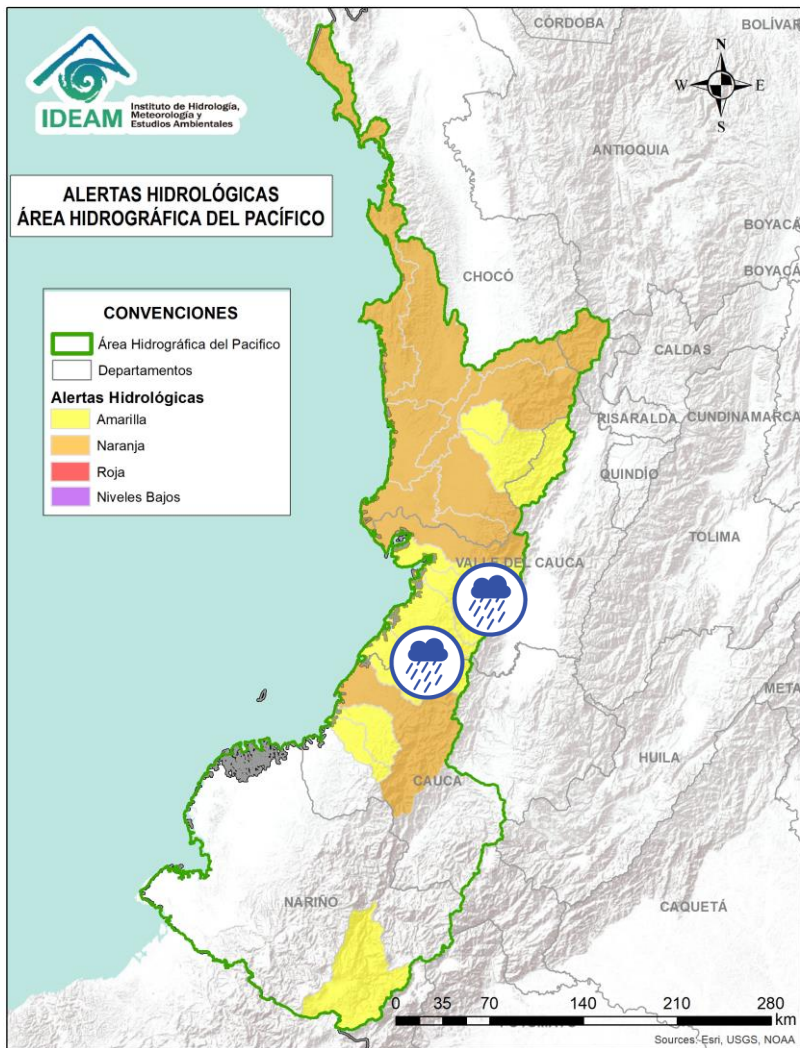 CÓRDOBA
BOLÍVAR
N
W E
S
IDEAM
Instituto de Hidrología,
Meteorología y
Estudios Ambientales
ANTIOQUIA
ALERTAS HIDROLÓGICAS
ÁREA HIDROGRÁFICA DEL PACÍFICO
BOYACÁ
BOYACÁ
CHOCÓ
CONVENCIONES
Área Hidrográfica del Pacifico
Departamentos
Alertas Hidrológicas
Amarilla
Naranja
Roja
Niveles Bajos
CALDAS
RISARALDA
CUNDINAMARCA
QUINDÍO
TOLIMA
VALLE DEL CAUCA
META
HUILA
CAUCA
NARIÑO
CAQUETÁ
0 35 70 140 210 280
km
Sources: Esri, USGS, NOAA